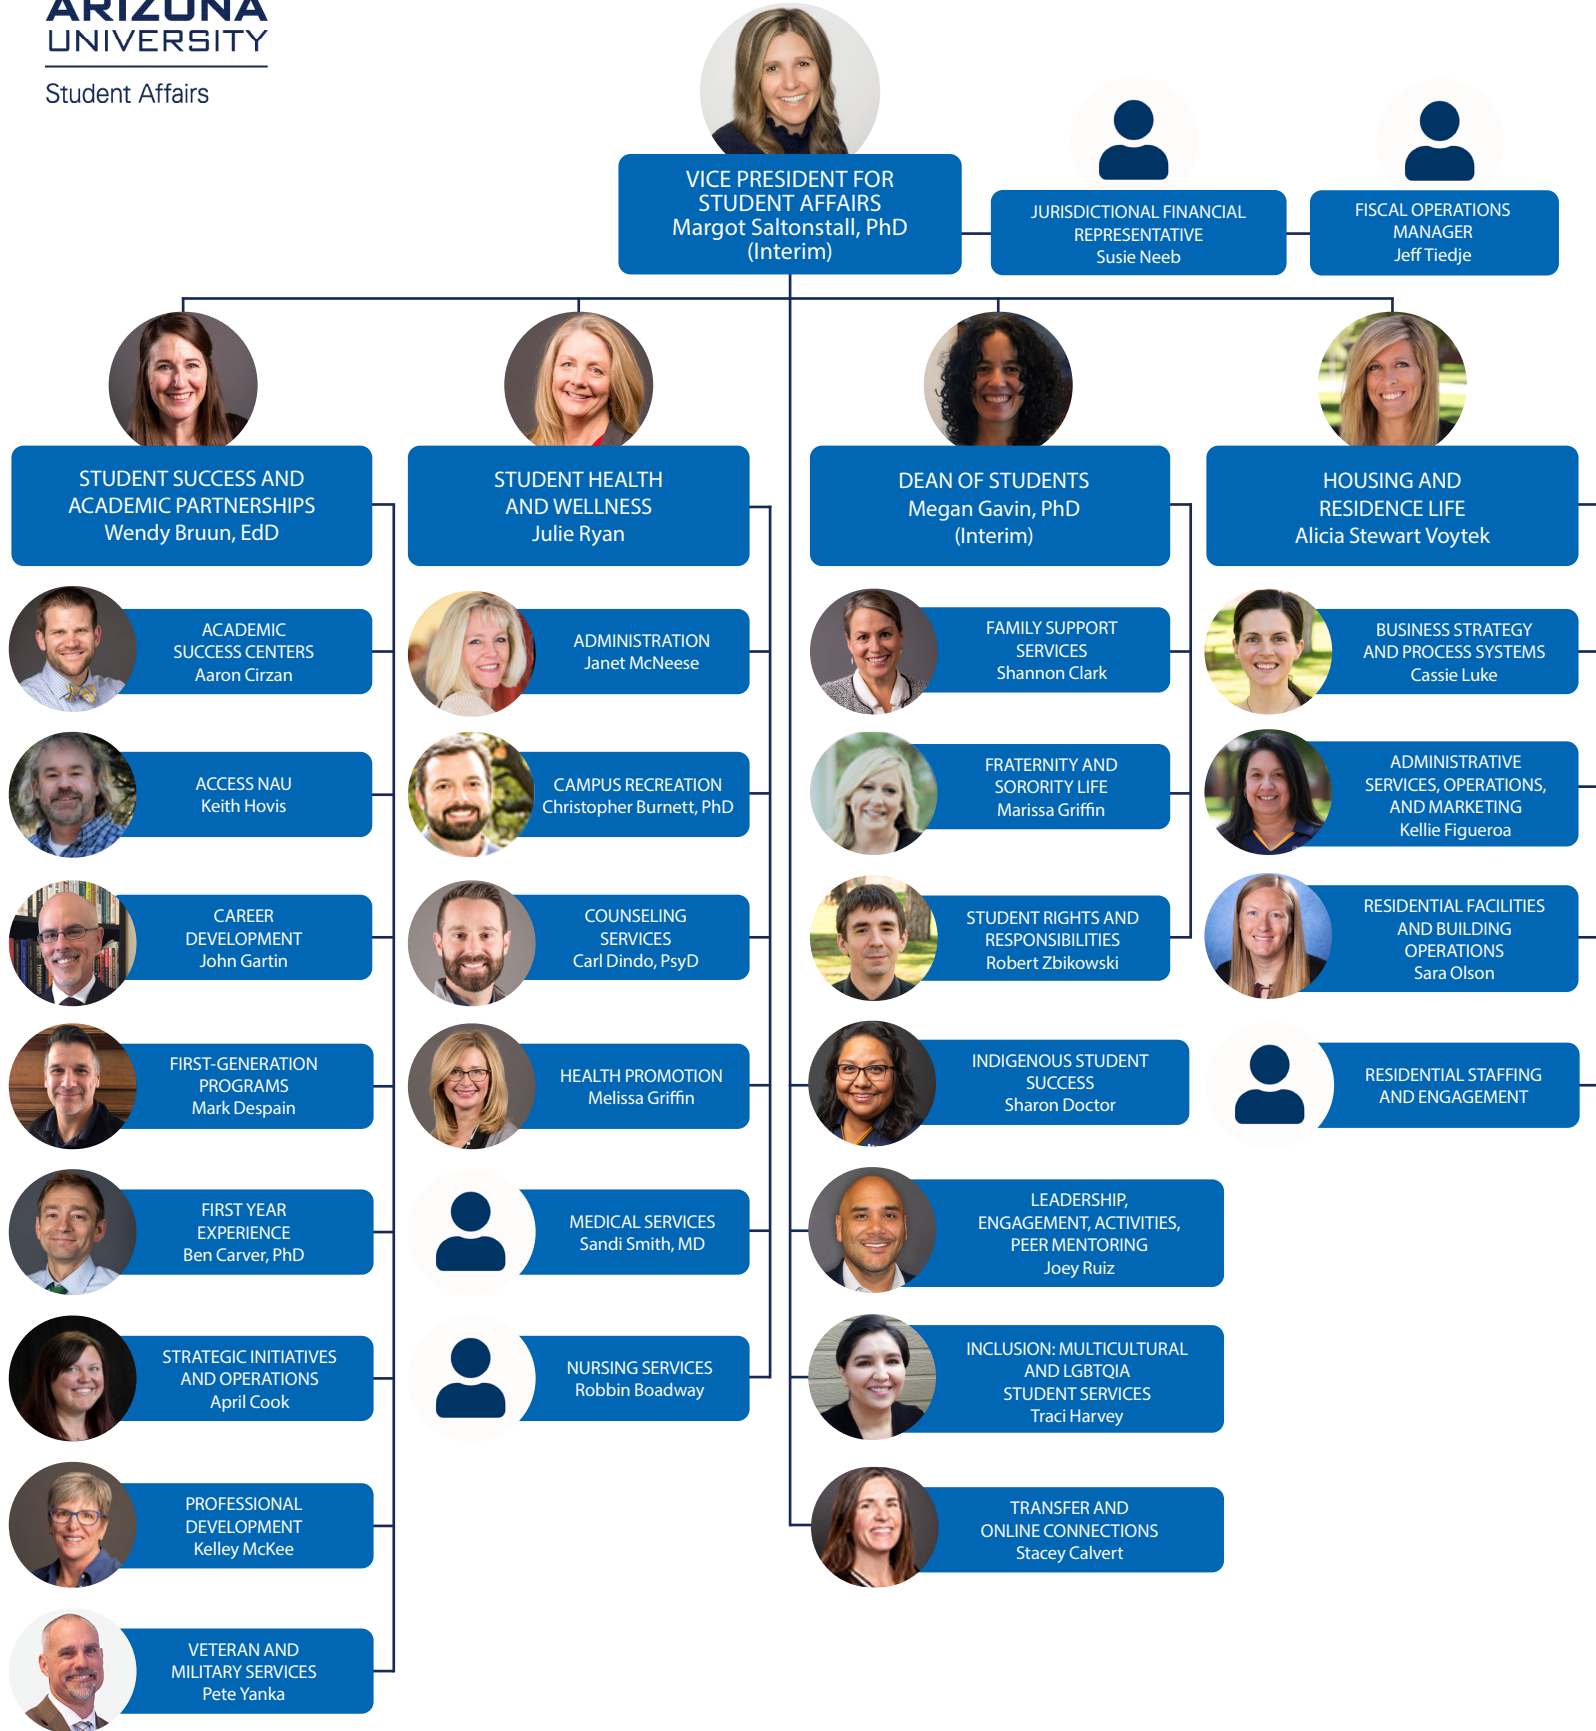 ARIZONA
UNIVERSITY
Student Affairs
VICE PRESIDENT FOR
STUDENT AFFAIRS
Margot Saltonstall, PhD
(Interim)
JURISDICTIONAL FINANCIAL
REPRESENTATIVE
Susie Neeb
FISCAL OPERATIONS
MANAGER
Jeff Tiedje
STUDENT SUCCESS AND
ACADEMIC PARTNERSHIPS
Wendy Bruun, EdD
ACADEMIC
SUCCESS CENTERS
Aaron Cirzan
ACCESS NAU
Keith Hovis
CAREER
DEVELOPMENT
John Gartin
FIRST-GENERATION
PROGRAMS
Mark Despain
FIRST YEAR
EXPERIENCE
Ben Carver, PhD
STRATEGIC INITIATIVES
AND OPERATIONS
April Cook
PROFESSIONAL
DEVELOPMENT
Kelley McKee
VETERAN AND
MILITARY SERVICES
Pete Yanka
STUDENT HEALTH
AND WELLNESS
Julie Ryan
ADMINISTRATION
Janet McNeese
CAMPUS RECREATION
Christopher Burnett, PhD
COUNSELING
SERVICES
Carl Dindo, PsyD
HEALTH PROMOTION
Melissa Griffin
MEDICAL SERVICES
Sandi Smith, MD
NURSING SERVICES
Robbin Boadway
DEAN OF STUDENTS
Megan Gavin, PhD
(Interim)
FAMILY SUPPORT
SERVICES
Shannon Clark
FRATERNITY AND
SORORITY LIFE
Marissa Griffin
STUDENT RIGHTS AND
RESPONSIBILITIES
Robert Zbikowski
INDIGENOUS STUDENT
SUCCESS
Sharon Doctor
LEADERSHIP,
ENGAGEMENT, ACTIVITIES,
PEER MENTORING
Joey Ruiz
INCLUSION: MULTICULTURAL
AND LGBTQIA
STUDENT SERVICES
Traci Harvey
TRANSFER AND
ONLINE CONNECTIONS
Stacey Calvert
HOUSING AND
RESIDENCE LIFE
Alicia Stewart Voytek
BUSINESS STRATEGY
AND PROCESS SYSTEMS
Cassie Luke
ADMINISTRATIVE
SERVICES, OPERATIONS,
AND MARKETING
Kellie Figueroa
RESIDENTIAL FACILITIES
AND BUILDING
OPERATIONS
Sara Olson
RESIDENTIAL STAFFING
AND ENGAGEMENT